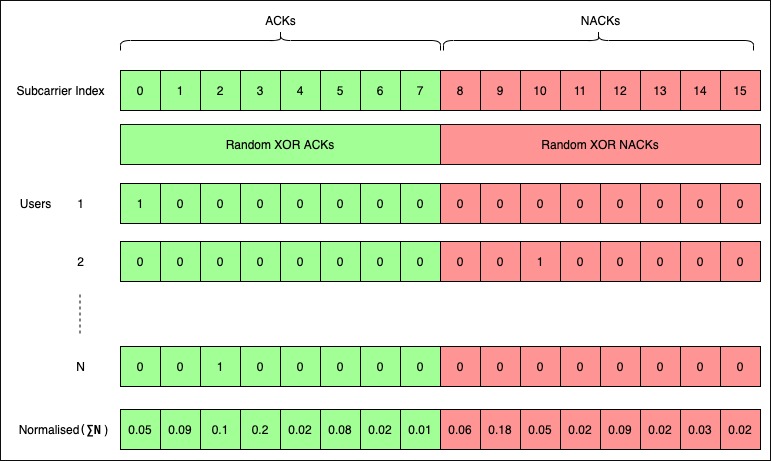 ACKs NACKs
Subcarrier Index 0 1 2 3 4 5 6 7 8 9 10 11 12 13 14 15
Random XOR ACKs Random XOR NACKs
Users 1 1 0 0 0 0 0 0 0 0 0 0 0 0 0 0 0
2 0 0 0 0 0 0 0 0 0 0 1 0 0 0 0 0
N 0 0 1 0 0 0 0 0 0 0 0 0 0 0 0 0
Normalised(∑N) 0.05 0.09 0.1 0.2 0.02 0.08 0.02 0.01 0.06 0.18 0.05 0.02 0.09 0.02 0.03 0.02